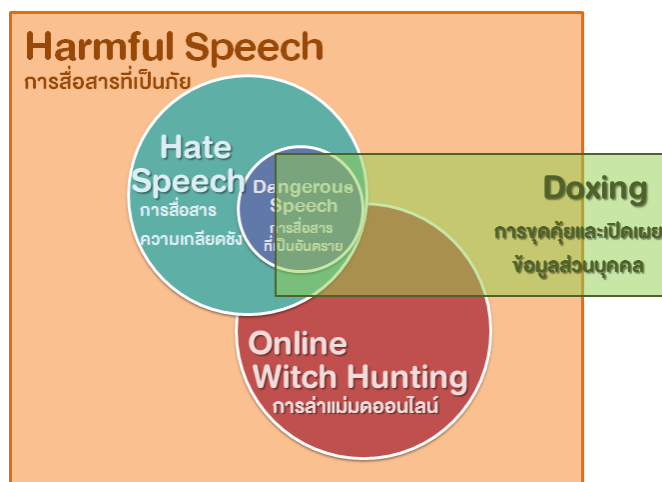 Harmful Speech
การสื่อสารที่เป็นภัย
Hate
Speech
การสื่อสาร
ความเกลียดชัง
Dangerous
Speech
การสื่อสาร
ที่เป็นอันตราย
Doxing
การขุดคุ้ยและเปิดเผย
ข้อมูลส่วนบุคคล
Online
Witch Hunting
การล่าแม่มดออนไลน์